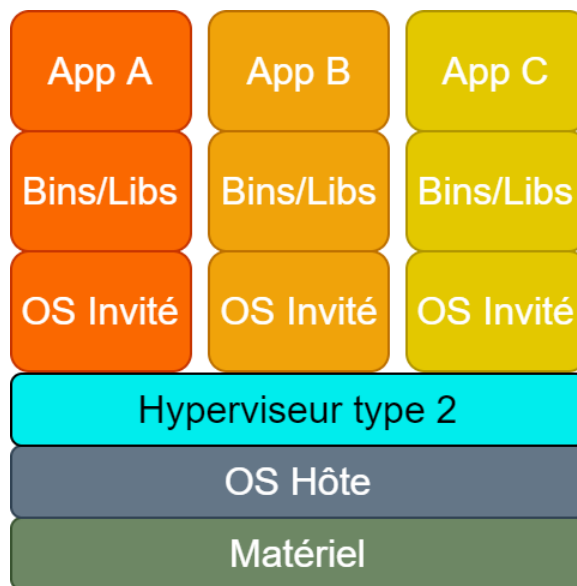 App A App B App C
Bins/Libs Bins/Libs Bins/Libs
OS Invité OS Invité OS Invité
Hyperviseur type 2
OS Hôte
Matériel